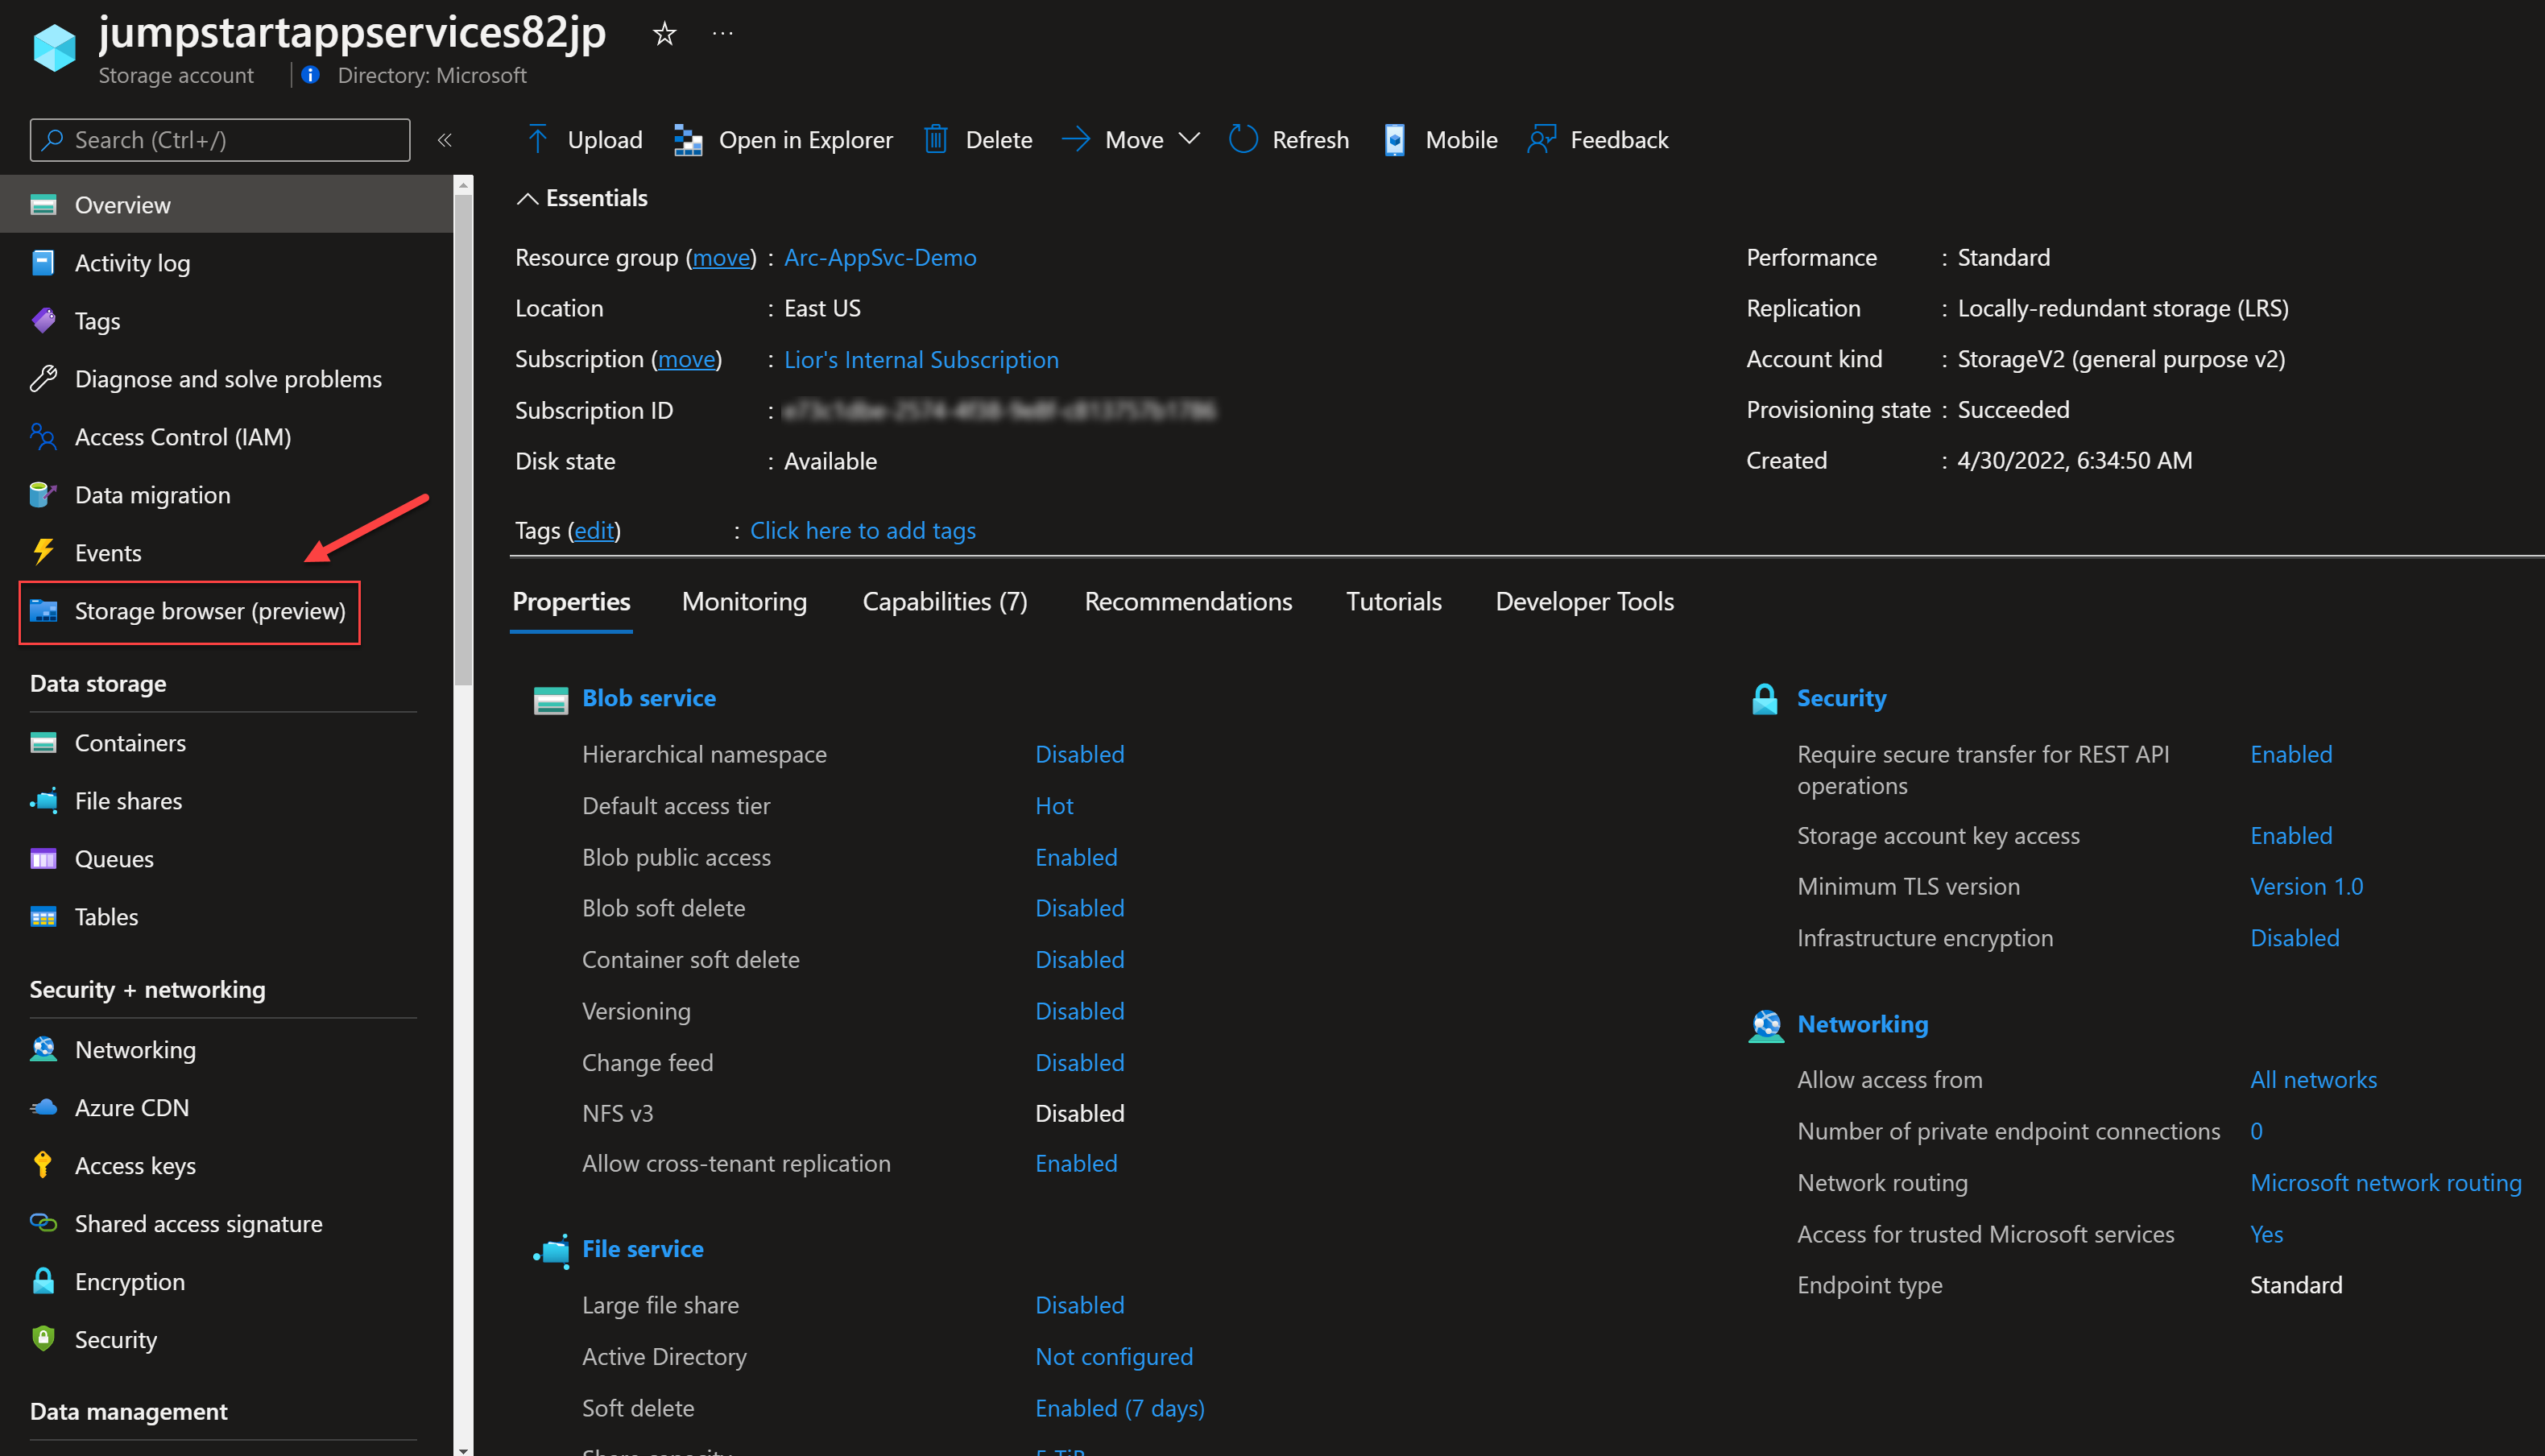 jumpstartappservices82jp ☆ ...
Storage account | Directory: Microsoft
Search (Ctrl+/)
«
Upload Open in Explorer Delete Move Refresh Mobile Feedback
Overview
Activity log
Tags
Diagnose and solve problems
Access Control (IAM)
Data migration
Events
Storage browser (preview)
Data storage
Containers
File shares
Queues
Tables
Security + networking
Networking
Azure CDN
Access keys
Shared access signature
Encryption
Security
Data management
Essentials
Resource group (move) : Arc-AppSvc-Demo
Location : East US
Subscription (move) : Lior's Internal Subscription
Subscription ID :
Disk state : Available
Tags (edit) : Click here to add tags
Performance : Standard
Replication : Locally-redundant storage (LRS)
Account kind : StorageV2 (general purpose v2)
Provisioning state : Succeeded
Created : 4/30/2022, 6:34:50 AM
Properties Monitoring Capabilities (7) Recommendations Tutorials Developer Tools
Blob service
Hierarchical namespace Disabled
Default access tier Hot
Blob public access Enabled
Blob soft delete Disabled
Container soft delete Disabled
Versioning Disabled
Change feed Disabled
NFS v3 Disabled
Allow cross-tenant replication Enabled
File service
Large file share Disabled
Active Directory Not configured
Soft delete Enabled (7 days)
Share capacity 5 TiB
Security
Require secure transfer for REST API
operations Enabled
Storage account key access Enabled
Minimum TLS version Version 1.0
Infrastructure encryption Disabled
Networking
Allow access from All networks
Number of private endpoint connections 0
Network routing Microsoft network routing
Access for trusted Microsoft services Yes
Endpoint type Standard